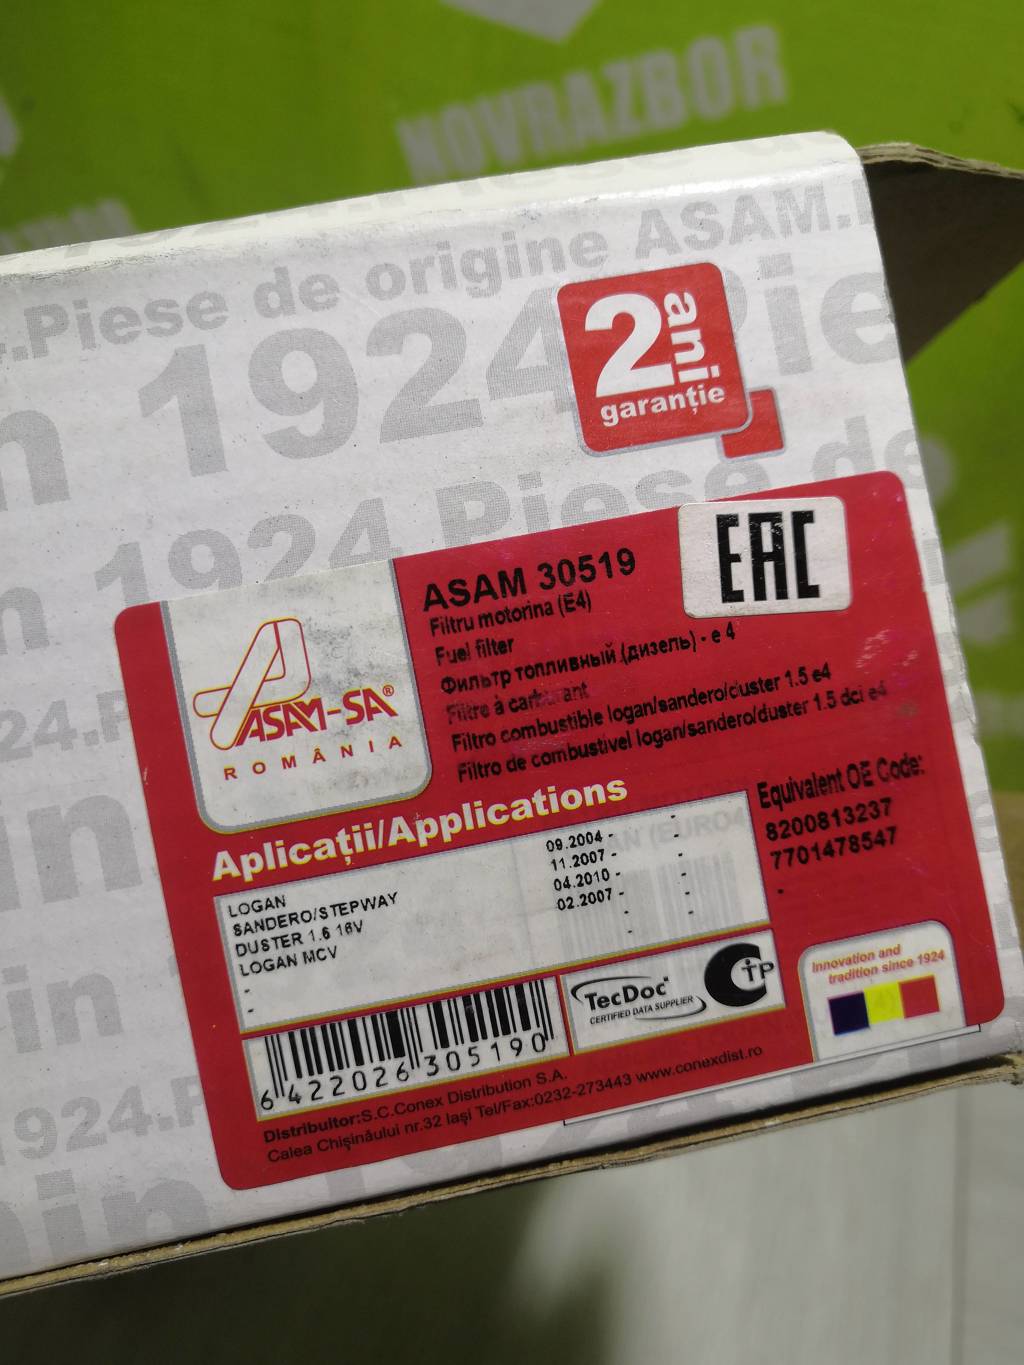 NOVRAZBOR
Piese de origine ASAM.
1924.Pie
1924.Piese de
2 ani
garanție
EAC
ASAM 30519
Filtru motorina (E4)
Fuel filter
Фильтр топливный (дизель) - е 4
Filtre à carburant
Filtro combustible logan/sandero/duster 1.5 e4
Filtro de combustivel logan/sandero/duster 1.5 dci e4
ASAM-SA®
ROMÂNIA
Aplicații/Applications
LOGAN 09.2004 - -
SANDERO/STEPWAY 11.2007 - -
DUSTER 1.6 16V 04.2010 - -
LOGAN MCV 02.2007 - -
- - -
- -
Equivalent OE Code:
8200813237
7701478547
-
6 422026 305190
TecDoc
CERTIFIED DATA SUPPLIER
CTP
Innovation and
tradition since 1924
Distribuitor:S.C.Conex Distribution S.A.
Calea Chișinăului nr.32 Iași Tel/Fax:0232-273443 www.conexdist.ro